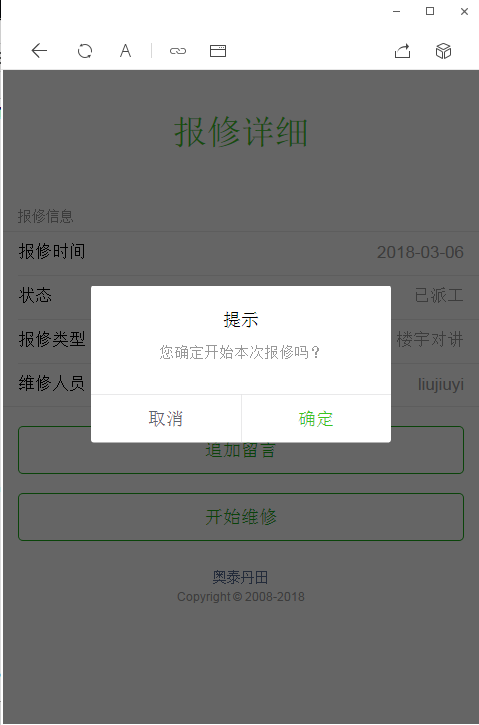 A
报修详细
报修信息
报修时间 2018-03-06
状态 已派工
报修类型 楼宇对讲
维修人员 liujiuyi
提示
您确定开始本次报修吗？
取消 确定
追加留言
开始维修
奥泰丹田
Copyright © 2008-2018